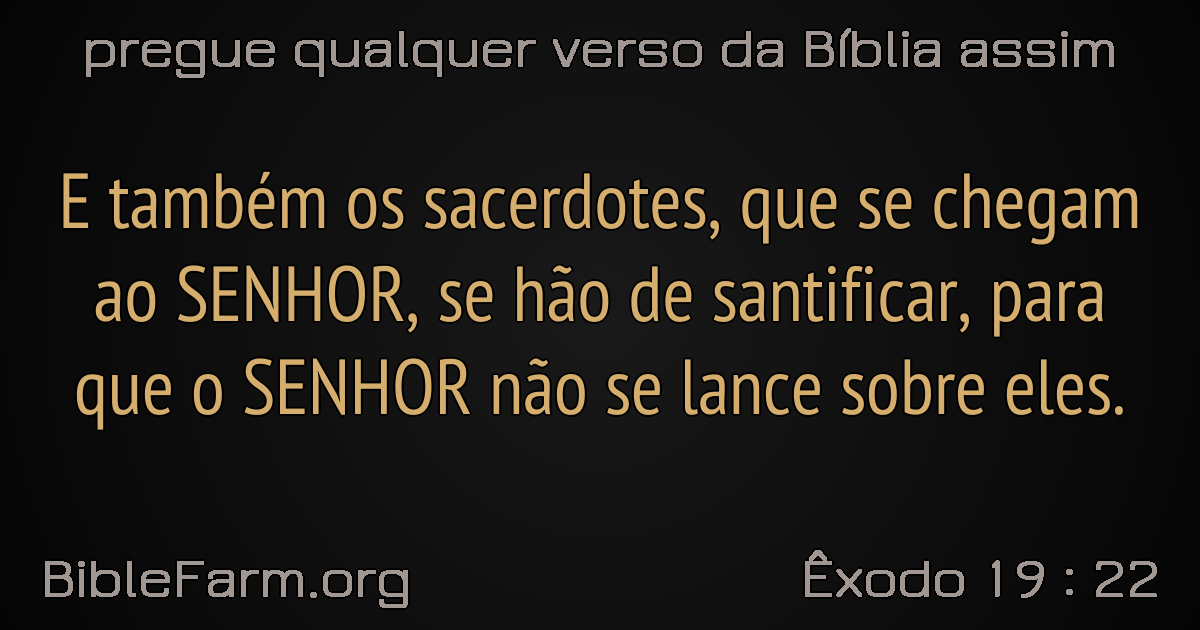 pregue qualquer verso da Bíblia assim
E também os sacerdotes, que se chegam
ao SENHOR, se hão de santificar, para
que o SENHOR não se lance sobre eles.
BibleFarm.org
Êxodo 19 : 22